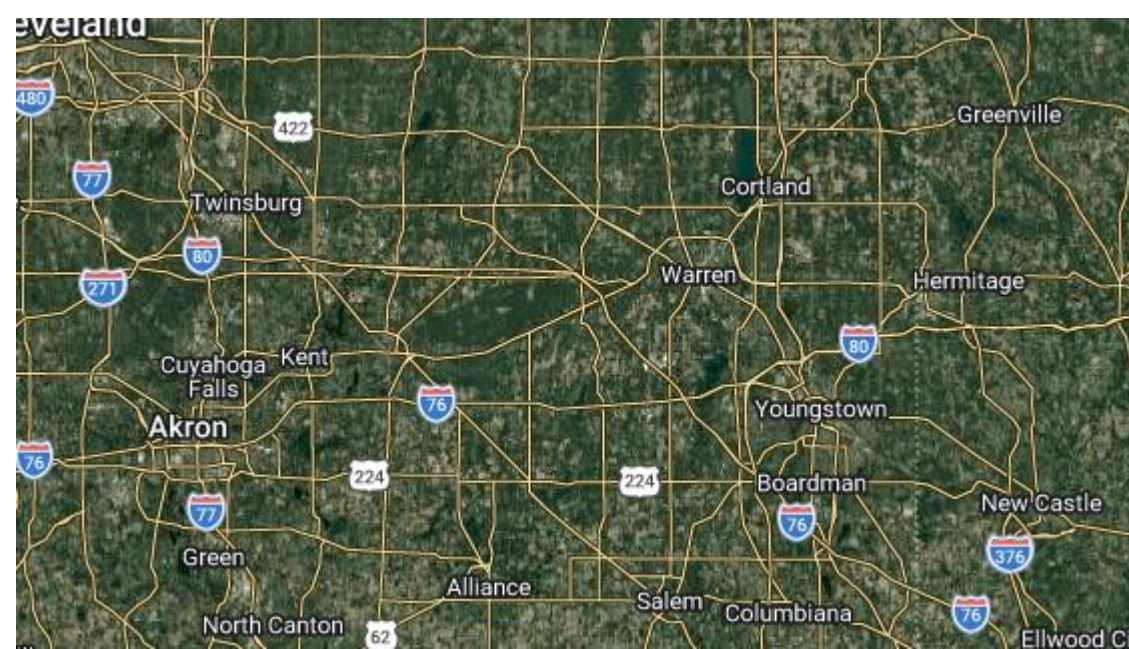 eveland
480
422
Greenville
77
Cortland
Twinsburg
80
Warren
271
Hermitage
80
Cuyahoga
Falls
Kent
76
Youngstown
Akron
76
224
224
Boardman
New Castle
77
76
376
Green
Alliance
Salem
Columbiana
76
North Canton
62
Ellwood Ci